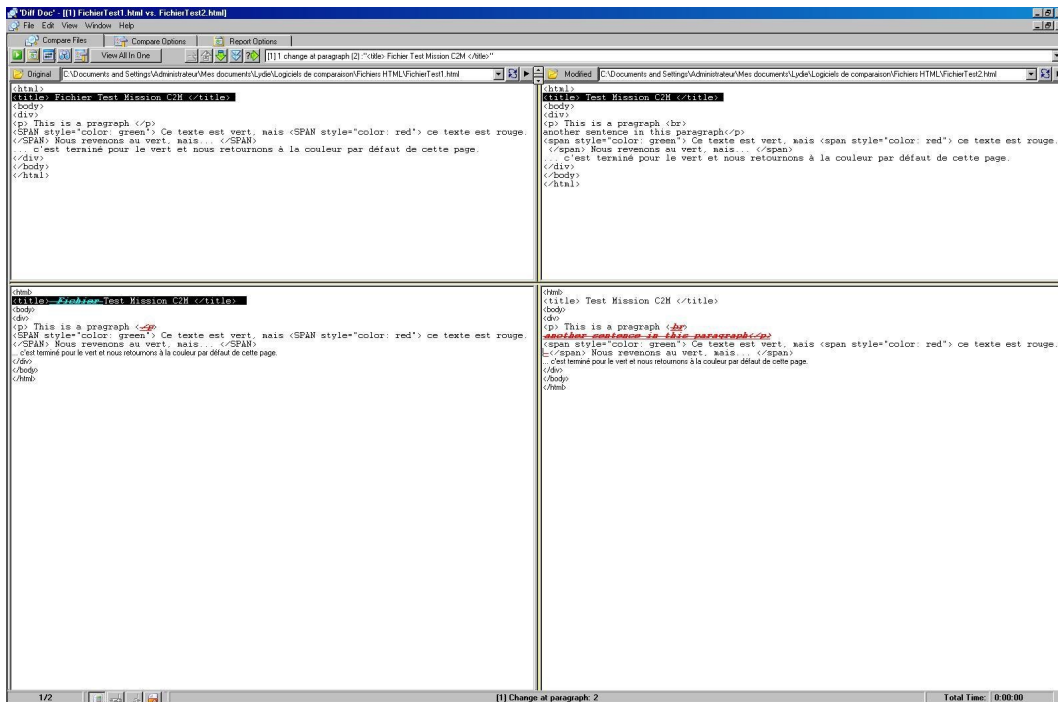 'Diff Doc' - [(1) FichierTest1.html vs. FichierTest2.html]
File Edit View Window Help
Compare Files Compare Options Report Options
View All In One [1] 1 change at paragraph (2) :"<title> Fichier Test Mission C2M </title>"
Original C:\Documents and Settings\Administrateur\Mes documents\Lydie\Logiciels de comparaison\Fichiers HTML\FichierTest1.html
Modified C:\Documents and Settings\Administrateur\Mes documents\Lydie\Logiciels de comparaison\Fichiers HTML\FichierTest2.html
<html>
<title> Fichier Test Mission C2M </title>
<body>
<div>
<p> This is a pragraph </p>
<SPAN style="color: green"> Ce texte est vert, mais <SPAN style="color: red"> ce texte est rouge.
</SPAN> Nous revenons au vert, mais... </SPAN>
... c'est terminé pour le vert et nous retournons à la couleur par défaut de cette page.
</div>
</body>
</html>
<html>
<title> Test Mission C2M </title>
<body>
<div>
<p> This is a pragraph <br>
another sentence in this paragraph</p>
<span style="color: green"> Ce texte est vert, mais <span style="color: red"> ce texte est rouge.
</span> Nous revenons au vert, mais... </span>
... c'est terminé pour le vert et nous retournons à la couleur par défaut de cette page.
</div>
</body>
</html>
<html>
<title> Fichier Test Mission C2M </title>
<body>
<div>
<p> This is a pragraph </p>
<SPAN style="color: green"> Ce texte est vert, mais <SPAN style="color: red"> ce texte est rouge.
</SPAN> Nous revenons au vert, mais... </SPAN>
... c'est terminé pour le vert et nous retournons à la couleur par défaut de cette page.
</div>
</body>
</html>
<html>
<title> Test Mission C2M </title>
<body>
<div>
<p> This is a pragraph <br>
another sentence in this paragraph</p>
<span style="color: green"> Ce texte est vert, mais <span style="color: red"> ce texte est rouge.
</span> Nous revenons au vert, mais... </span>
... c'est terminé pour le vert et nous retournons à la couleur par défaut de cette page.
</div>
</body>
</html>
1/2 [1] Change at paragraph: 2 Total Time: 0:00:00